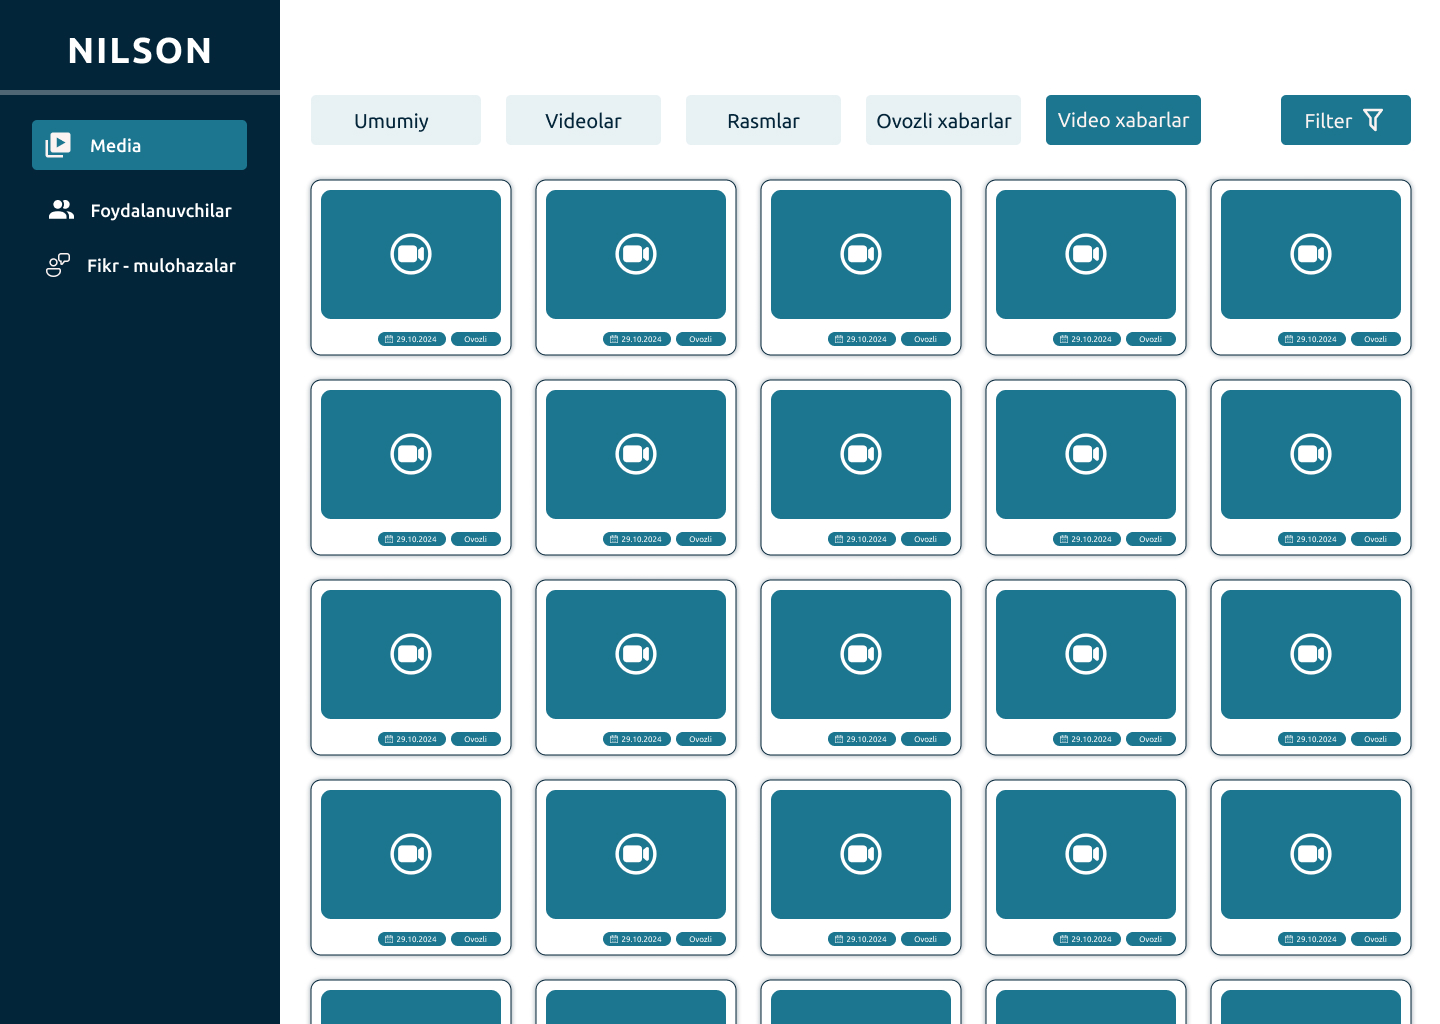 NILSON
Media
Foydalanuvchilar
Fikr - mulohazalar
Umumiy Videolar Rasmlar Ovozli xabarlar Video xabarlar Filter
29.10.2024 Ovozli 29.10.2024 Ovozli 29.10.2024 Ovozli 29.10.2024 Ovozli 29.10.2024 Ovozli
29.10.2024 Ovozli 29.10.2024 Ovozli 29.10.2024 Ovozli 29.10.2024 Ovozli 29.10.2024 Ovozli
29.10.2024 Ovozli 29.10.2024 Ovozli 29.10.2024 Ovozli 29.10.2024 Ovozli 29.10.2024 Ovozli
29.10.2024 Ovozli 29.10.2024 Ovozli 29.10.2024 Ovozli 29.10.2024 Ovozli 29.10.2024 Ovozli